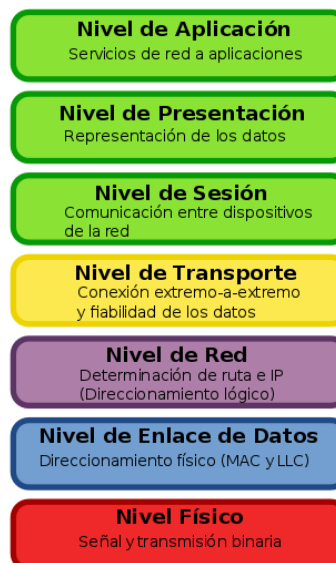 Nivel de Aplicación
Servicios de red a aplicaciones
Nivel de Presentación
Representación de los datos
Nivel de Sesión
Comunicación entre dispositivos
de la red
Nivel de Transporte
Conexión extremo-a-extremo
y fiabilidad de los datos
Nivel de Red
Determinación de ruta e IP
(Direccionamiento lógico)
Nivel de Enlace de Datos
Direccionamiento físico (MAC y LLC)
Nivel Físico
Señal y transmisión binaria